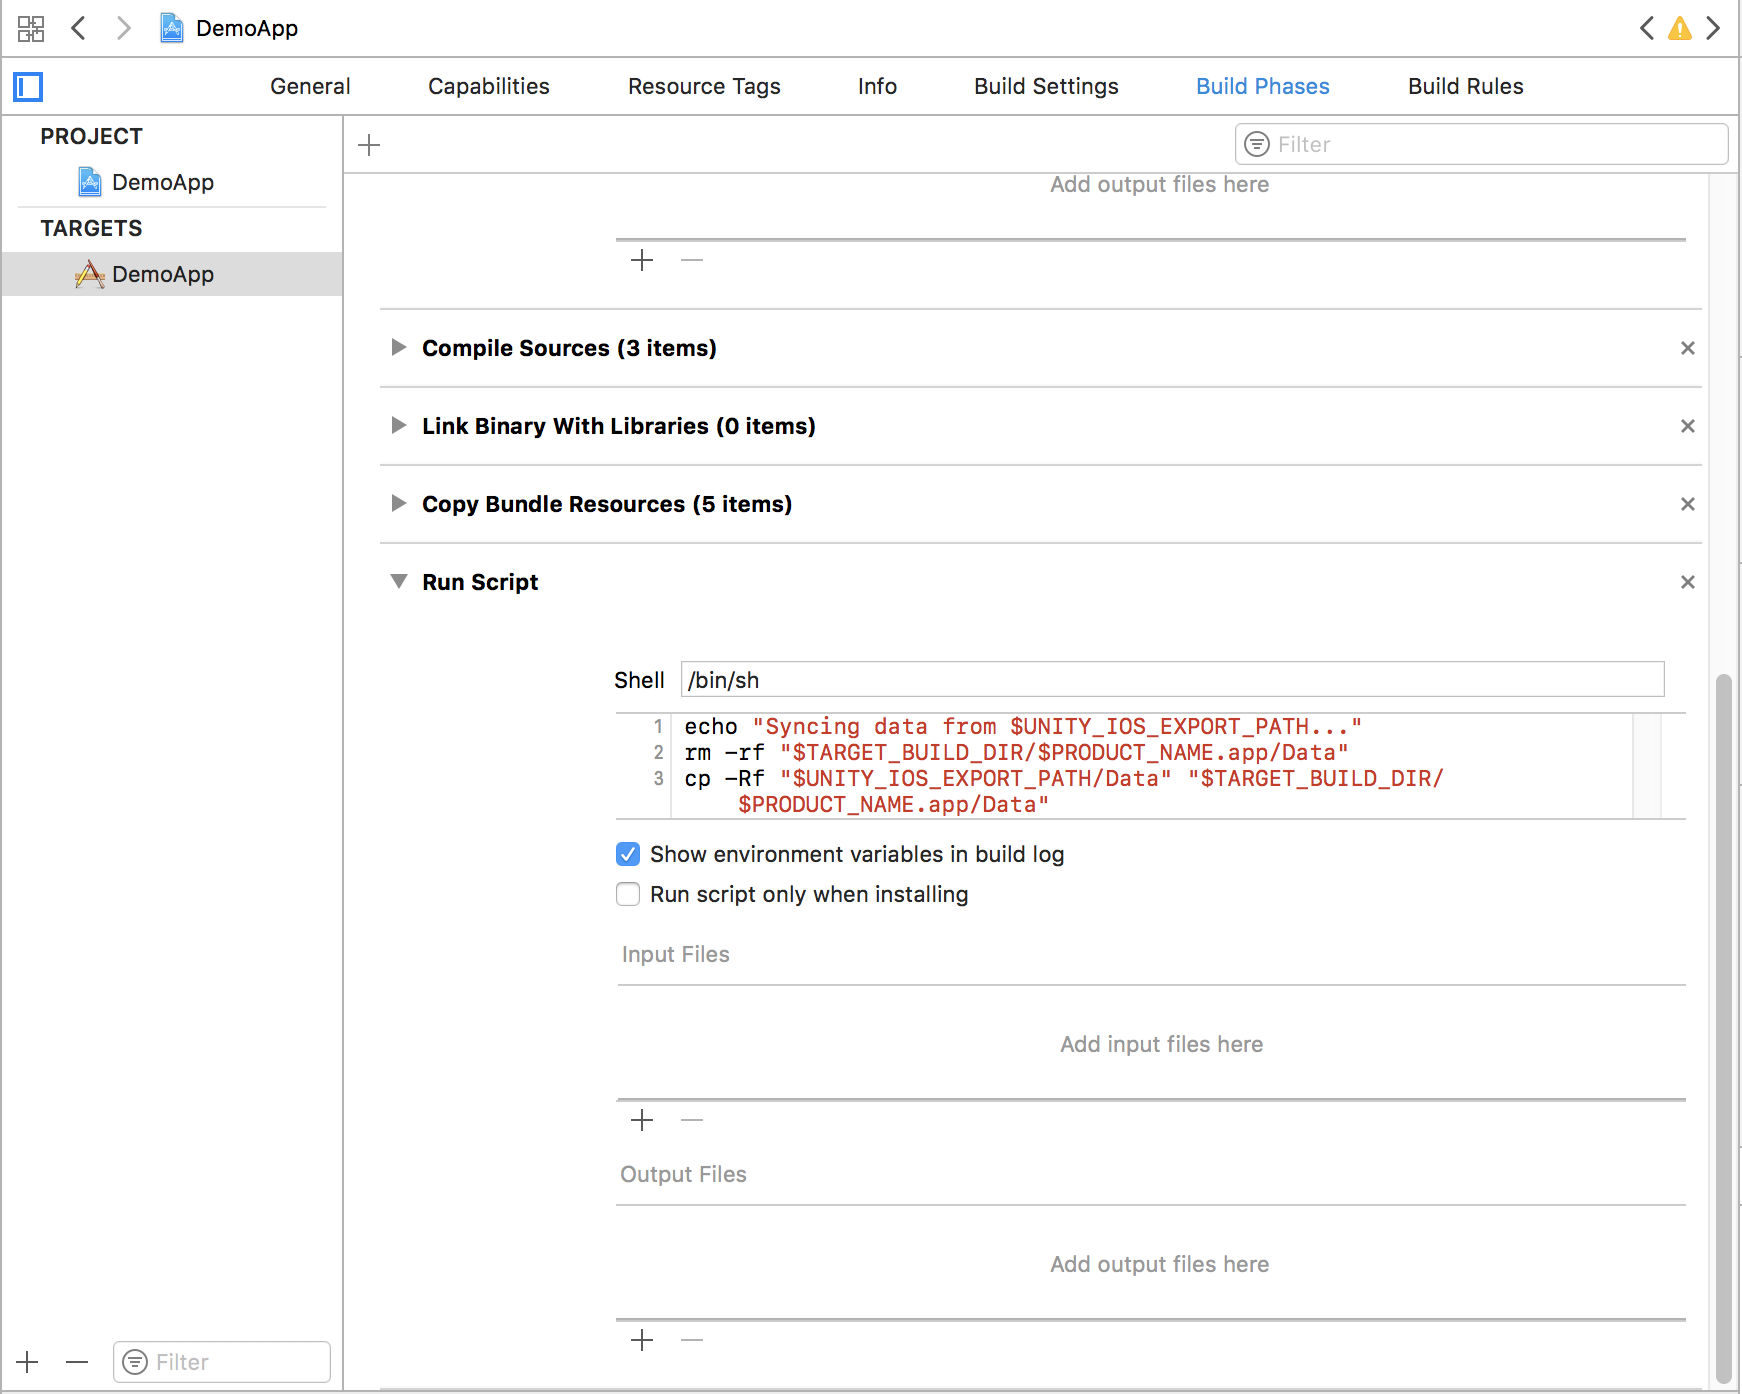 DemoApp
General Capabilities Resource Tags Info Build Settings Build Phases Build Rules
PROJECT
DemoApp
TARGETS
DemoApp
Filter
Add output files here
Compile Sources (3 items)
Link Binary With Libraries (0 items)
Copy Bundle Resources (5 items)
Run Script
Shell /bin/sh
1 echo "Syncing data from $UNITY_IOS_EXPORT_PATH..."
2 rm -rf "$TARGET_BUILD_DIR/$PRODUCT_NAME.app/Data"
3 cp -Rf "$UNITY_IOS_EXPORT_PATH/Data" "$TARGET_BUILD_DIR/
$PRODUCT_NAME.app/Data"
Show environment variables in build log
Run script only when installing
Input Files
Add input files here
Output Files
Add output files here
Filter